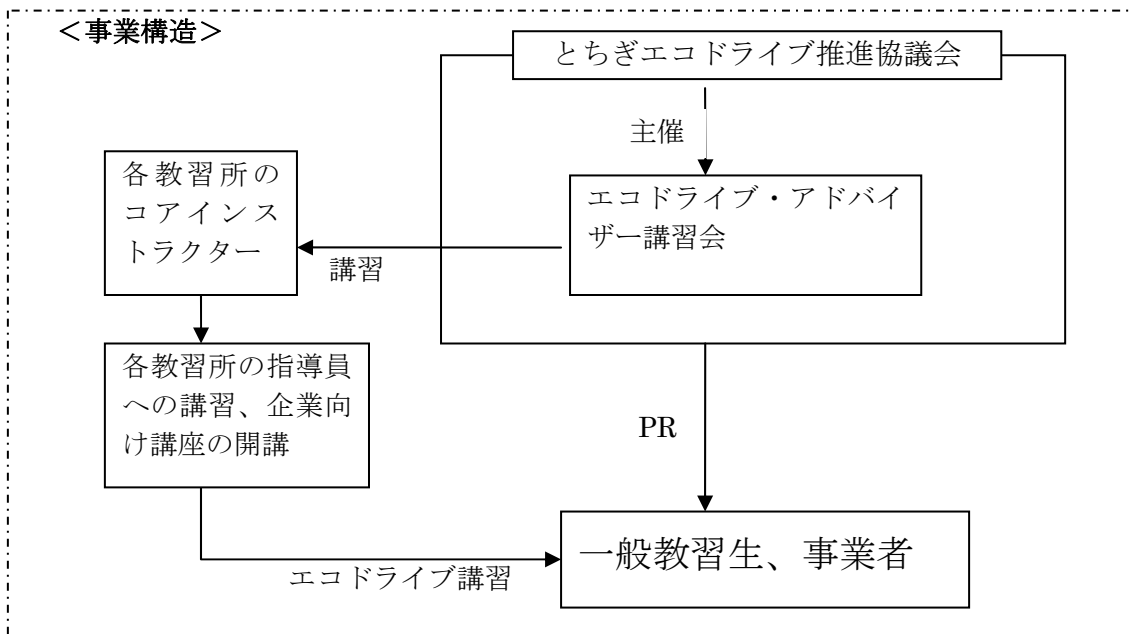 ＜事業構造＞
とちぎエコドライブ推進協議会
主催
エコドライブ・アドバイ
ザー講習会
講習
各教習所の
コアインス
トラクター
各教習所の指導員
への講習、企業向
け講座の開講
PR
エコドライブ講習
一般教習生、事業者